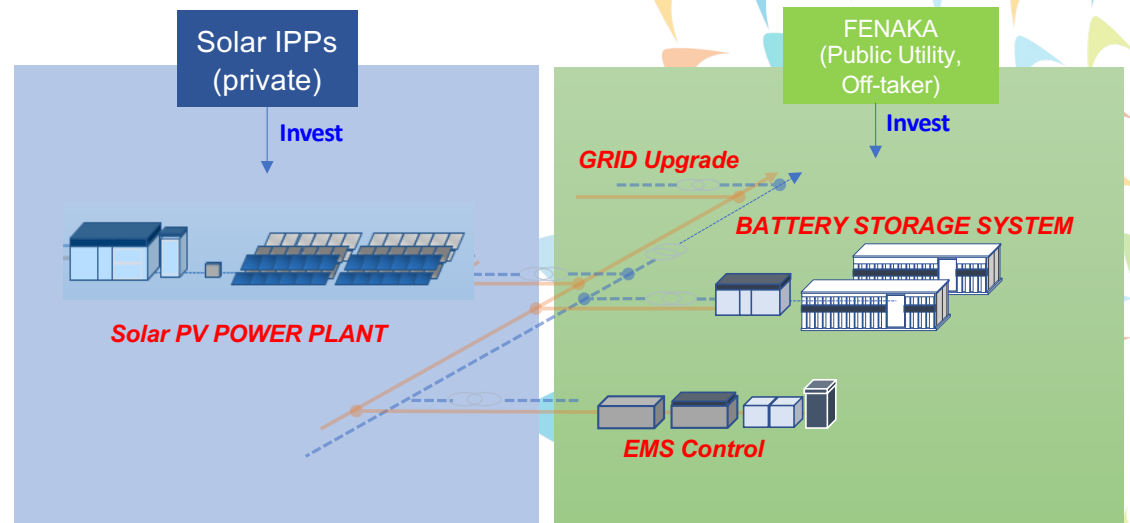 Solar IPPs
(private)
FENAKA
(Public Utility,
Off-taker)
Invest
Invest
GRID Upgrade
BATTERY STORAGE SYSTEM
Solar PV POWER PLANT
EMS Control